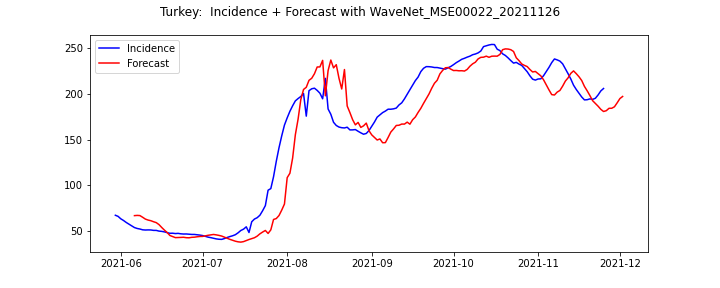 Turkey:  Incidence + Forecast with WaveNet_MSE00022_20211126
Incidence
Forecast
250
200
150
100
50
2021-06 2021-07 2021-08 2021-09 2021-10 2021-11 2021-12